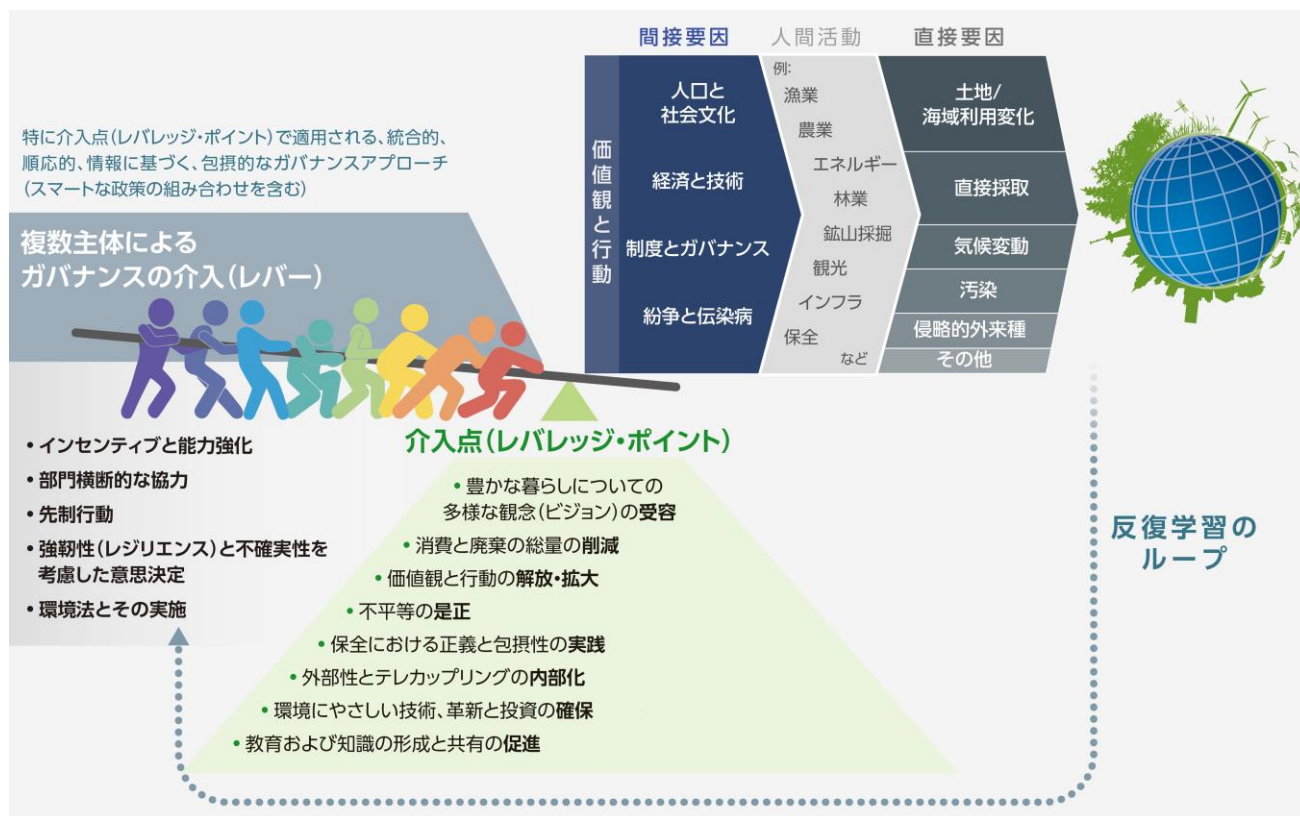 間接要因
人間活動
直接要因
価値観と行動
人口と
社会文化
経済と技術
制度とガバナンス
紛争と伝染病
例:
漁業
農業
エネルギー
林業
鉱山採掘
観光
インフラ
保全
など
土地/
海域利用変化
直接採取
気候変動
汚染
侵略的外来種
その他
特に介入点(レバレッジ・ポイント)で適用される、統合的、
順応的、情報に基づく、包摂的なガバナンスアプローチ
(スマートな政策の組み合わせを含む)
複数主体による
ガバナンスの介入(レバー)
・インセンティブと能力強化
・部門横断的な協力
・先制行動
・強靭性(レジリエンス)と不確実性を
考慮した意思決定
・環境法とその実施
介入点(レバレッジ・ポイント)
・豊かな暮らしについての
多様な観念(ビジョン)の受容
・消費と廃棄の総量の削減
・価値観と行動の解放・拡大
・不平等の是正
・保全における正義と包摂性の実践
・外部性とテレカップリングの内部化
・環境にやさしい技術、革新と投資の確保
・教育および知識の形成と共有の促進
反復学習の
ループ